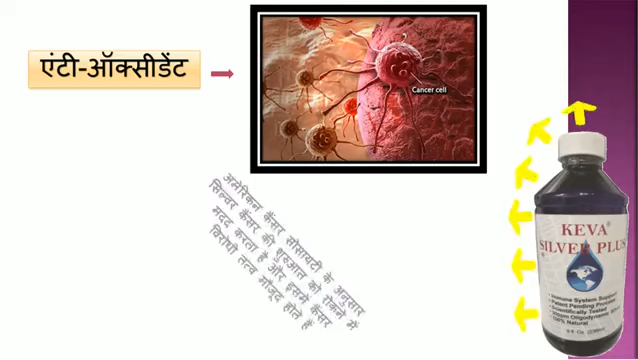 एंटी-ऑक्सीडेंट
Cancer cell
अमेरिकन कैंसर सोसायटी के अनुसार
सिल्वर कैंसर की शुरुआत को रोकने में
मदद करता है और इसमें कैंसर
विरोधी तत्व मौजूद होते हैं
KEVA®
SILVER PLUS
Immune System Support
Patent Pending Process
Scientifically Tested
Oligodynamic
100% Natural